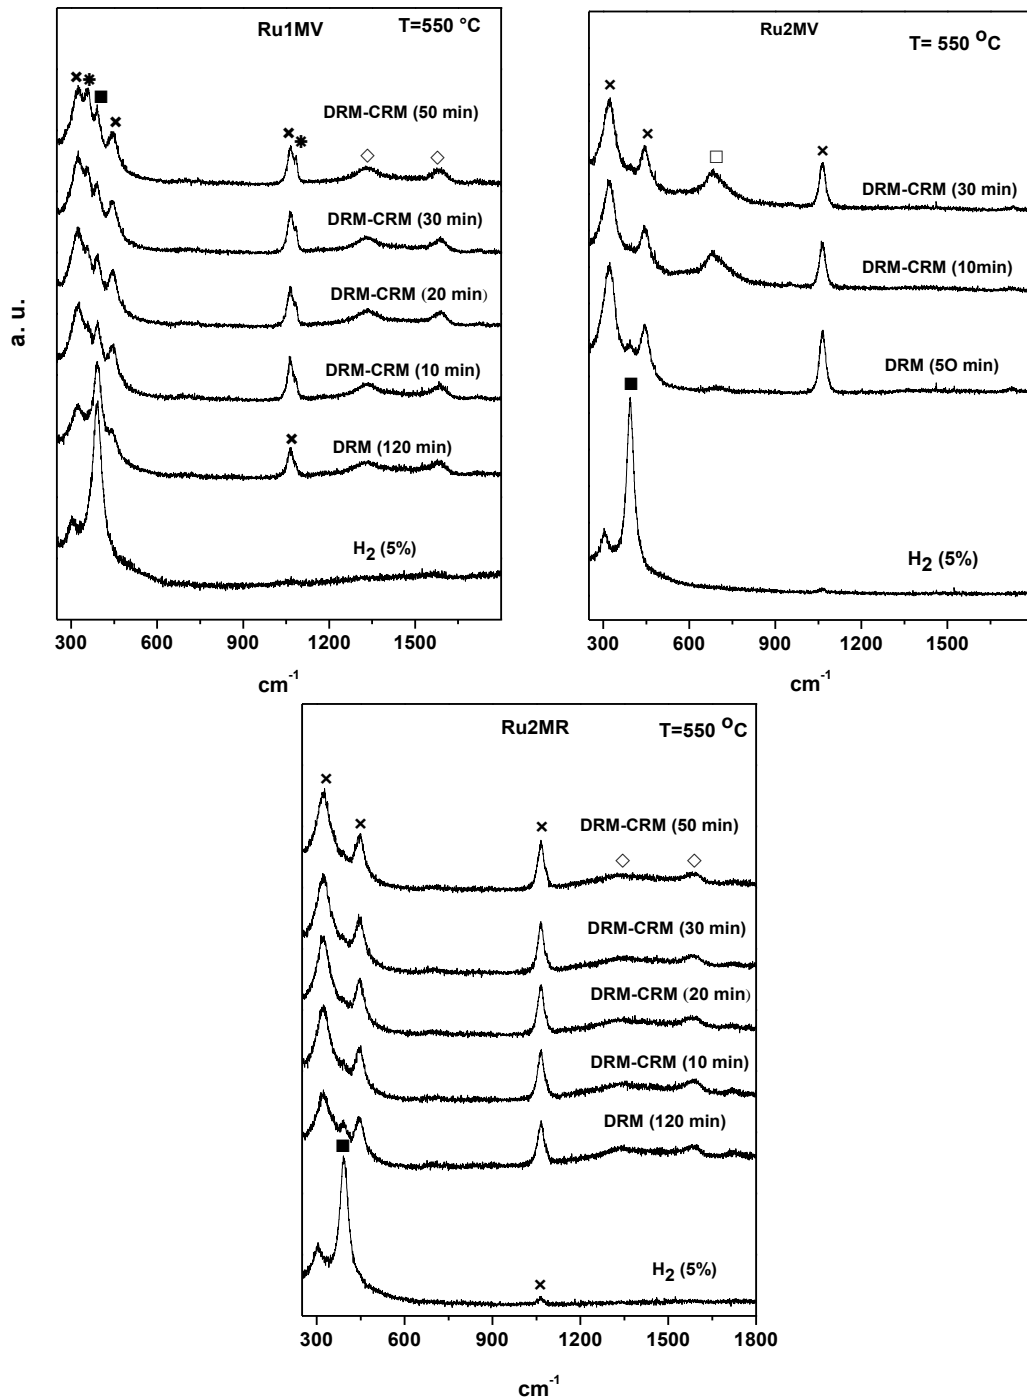 Ru1MV
T=550 °C
DRM-CRM (50 min)
DRM-CRM (30 min)
DRM-CRM (20 min)
DRM-CRM (10 min)
DRM (120 min)
H2 (5%)
a. u.
300 600 900 1200 1500
cm-1
Ru2MV
T= 550 OC
DRM-CRM (30 min)
DRM-CRM (10min)
DRM (5O min)
H2 (5%)
300 600 900 1200 1500
cm-1
Ru2MR
T=550 OC
DRM-CRM (50 min)
DRM-CRM (30 min)
DRM-CRM (20 min)
DRM-CRM (10 min)
DRM (120 min)
H2 (5%)
300 600 900 1200 1500 1800
cm-1